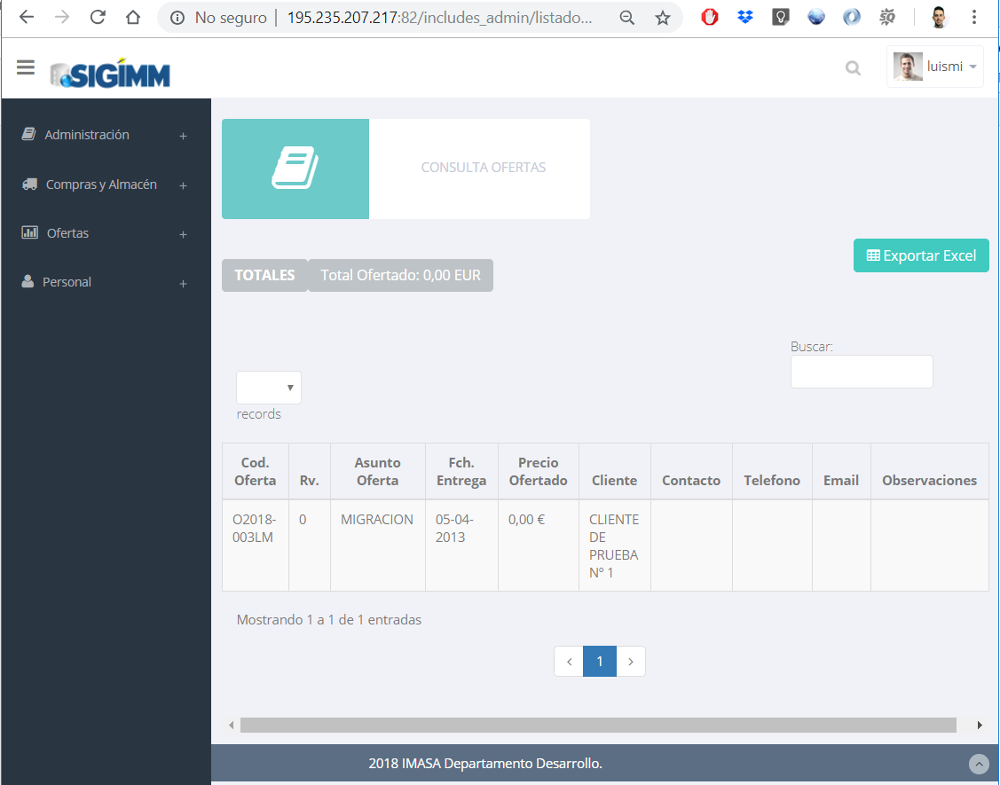 No seguro | 195.235.207.217:82/includes_admin/listado...
SIGIMM
luismi
Administración +
Compras y Almacén +
Ofertas +
Personal +
CONSULTA OFERTAS
Exportar Excel
TOTALES Total Ofertado: 0,00 EUR
Buscar:
records
Cod. Oferta Rv. Asunto Oferta Fch. Entrega Precio Ofertado Cliente Contacto Telefono Email Observaciones
O2018-003LM 0 MIGRACION 05-04-2013 0,00 € CLIENTE DE PRUEBA Nº 1
Mostrando 1 a 1 de 1 entradas
‹ 1 ›
2018 IMASA Departamento Desarrollo.